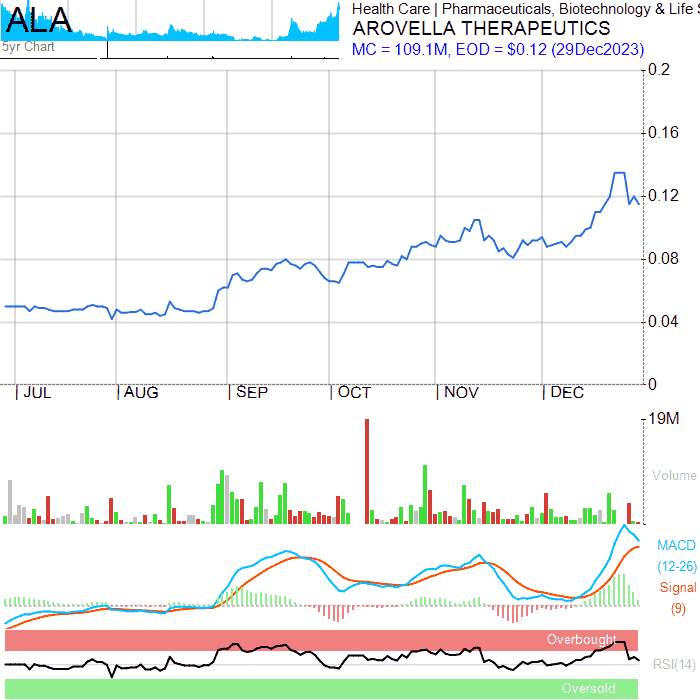 ALA
5yr Chart
Health Care | Pharmaceuticals, Biotechnology & Life S
AROVELLA THERAPEUTICS
MC = 109.1M, EOD = $0.12 (29Dec2023)
0.2
0.16
0.12
0.08
0.04
0
JUL AUG SEP OCT NOV DEC
19M
Volume
MACD
(12-26)
Signal
(9)
Overbought
RSI(14)
Oversold